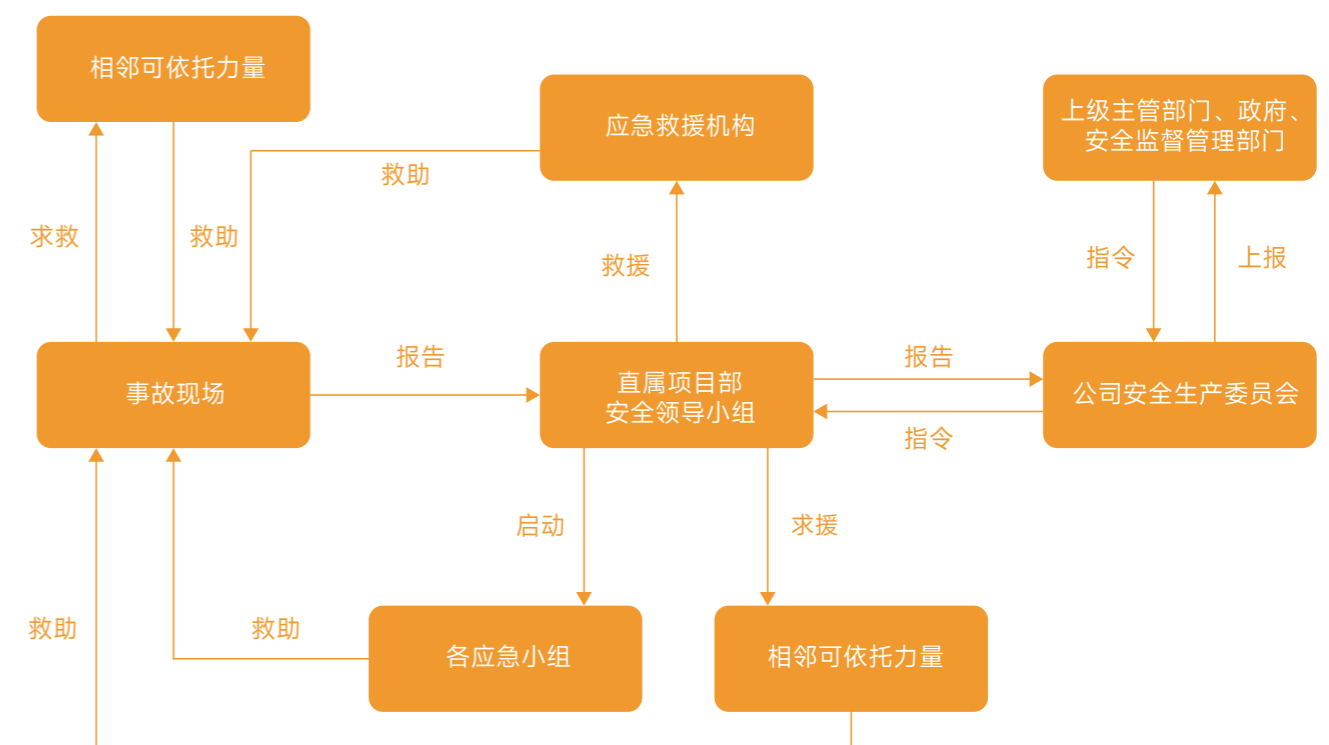 相邻可依托力量
应急救援机构
上级主管部门、政府、
安全监督管理部门
救助
求救
救助
救援
指令
上报
事故现场
报告
直属项目部
安全领导小组
报告
指令
公司安全生产委员会
启动
求援
救助
救助
各应急小组
相邻可依托力量